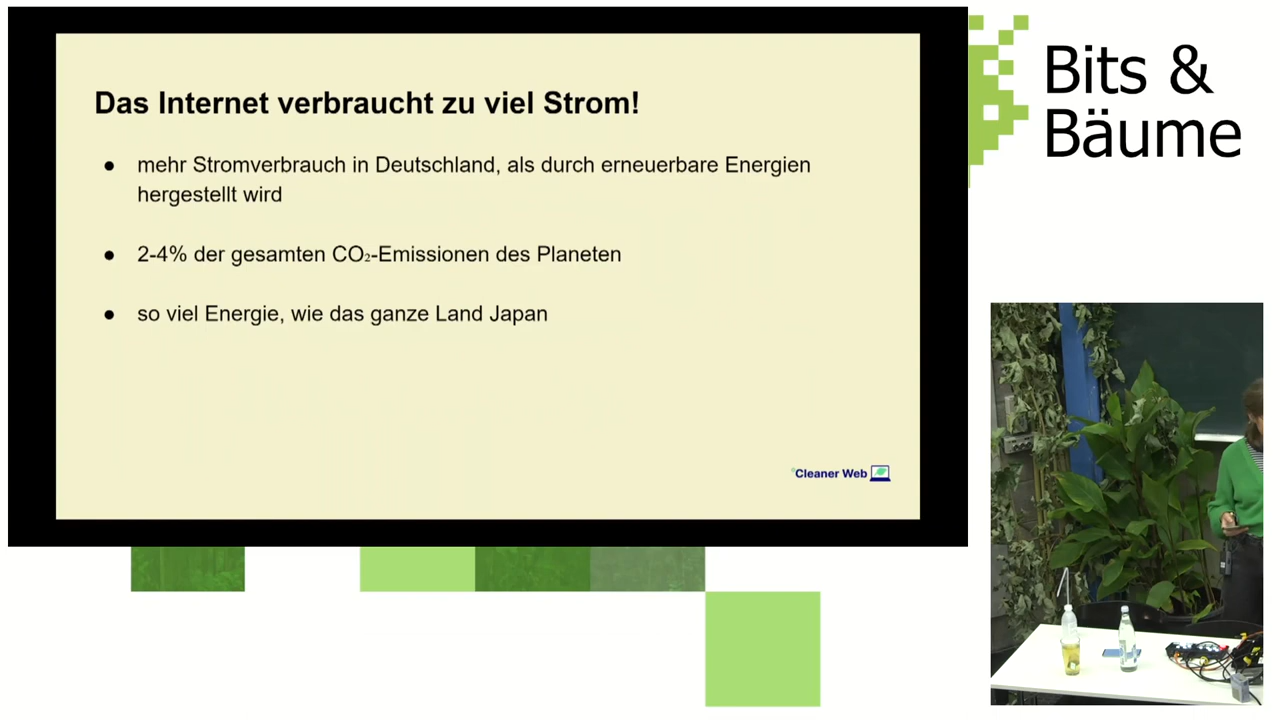 Das Internet verbraucht zu viel Strom!
● mehr Stromverbrauch in Deutschland, als durch erneuerbare Energien
hergestellt wird
● 2-4% der gesamten CO₂-Emissionen des Planeten
● so viel Energie, wie das ganze Land Japan
Cleaner Web
Bits &
Bäume